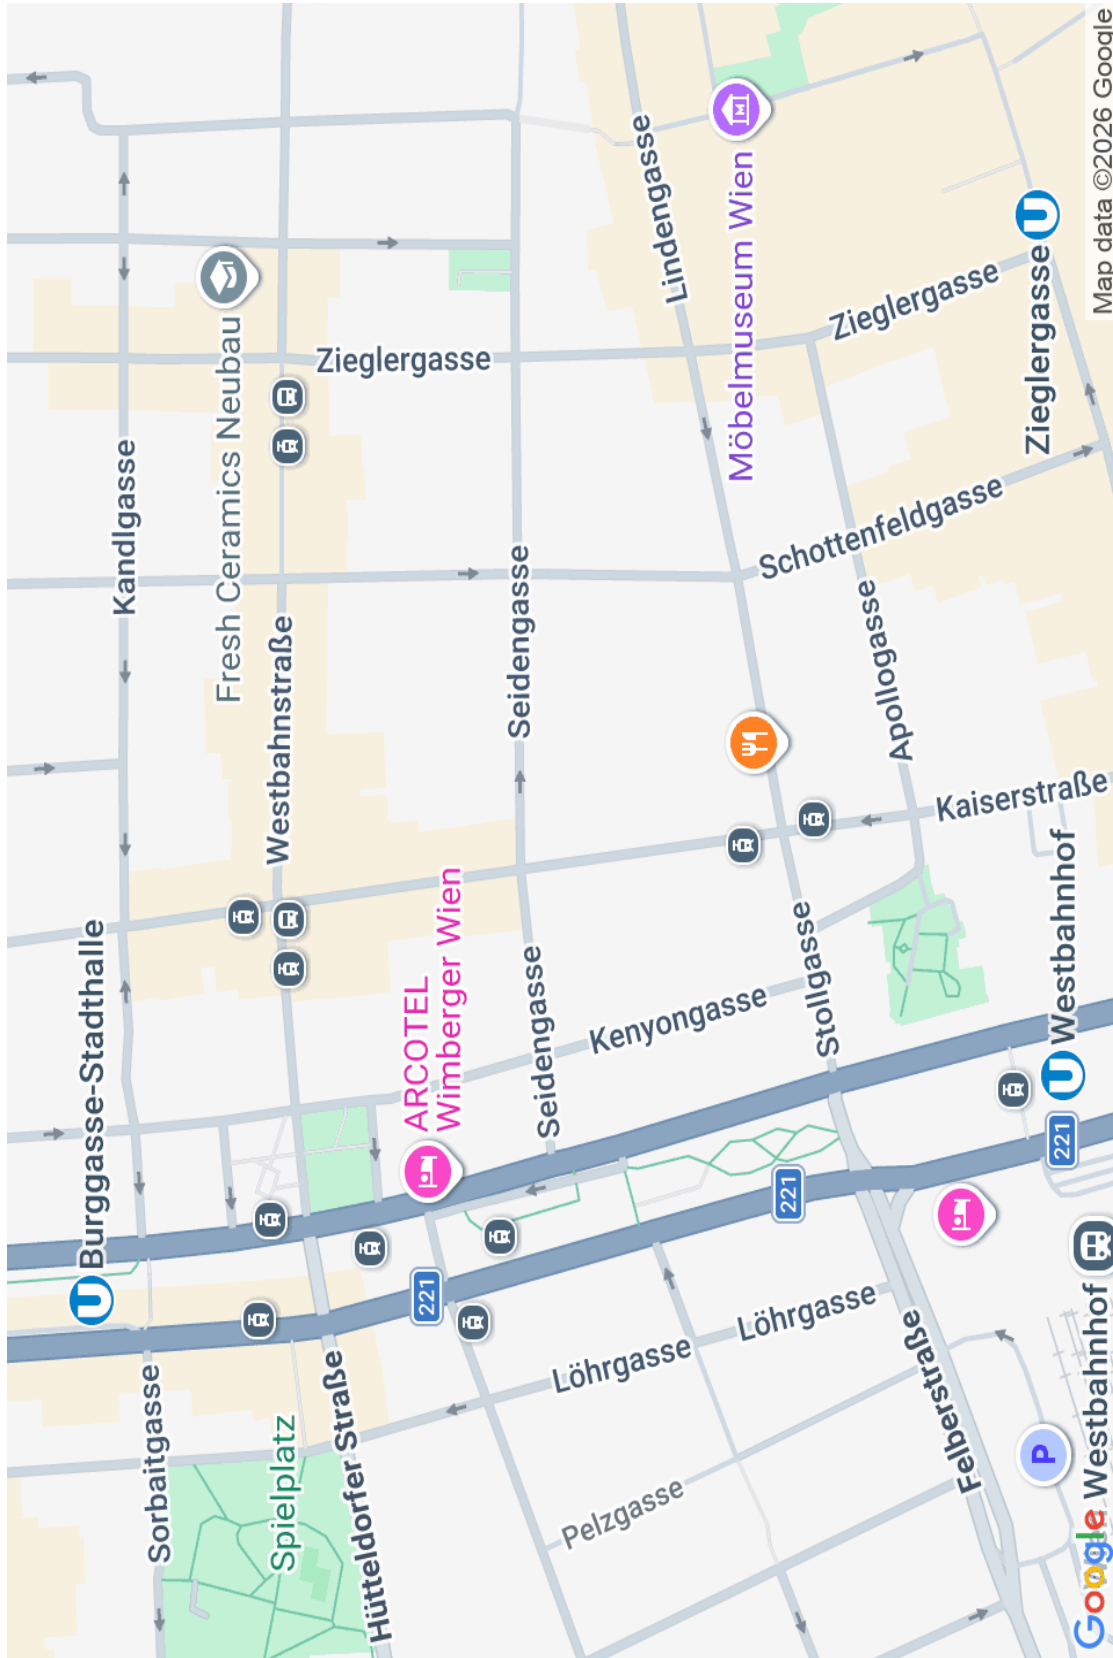 Burggasse-Stadthalle
Kandlgasse
Sorbaitgasse
Fresh Ceramics Neubau
Westbahnstraße
Spielplatz
Hütteldorfer Straße
Zieglergasse
ARCOTEL
Wimberger Wien
221
Seidengasse
Seidengasse
Löhrgasse
Pelzgasse
Kenyongasse
Lindengasse
Möbelmuseum Wien
221
Löhrgasse
Stollgasse
Schottenfeldgasse
Zieglergasse
Apollogasse
Felberstraße
Kaiserstraße
U Zieglergasse
U Westbahnhof
221
P
Westbahnhof
U
Google
Map data ©2026 Google